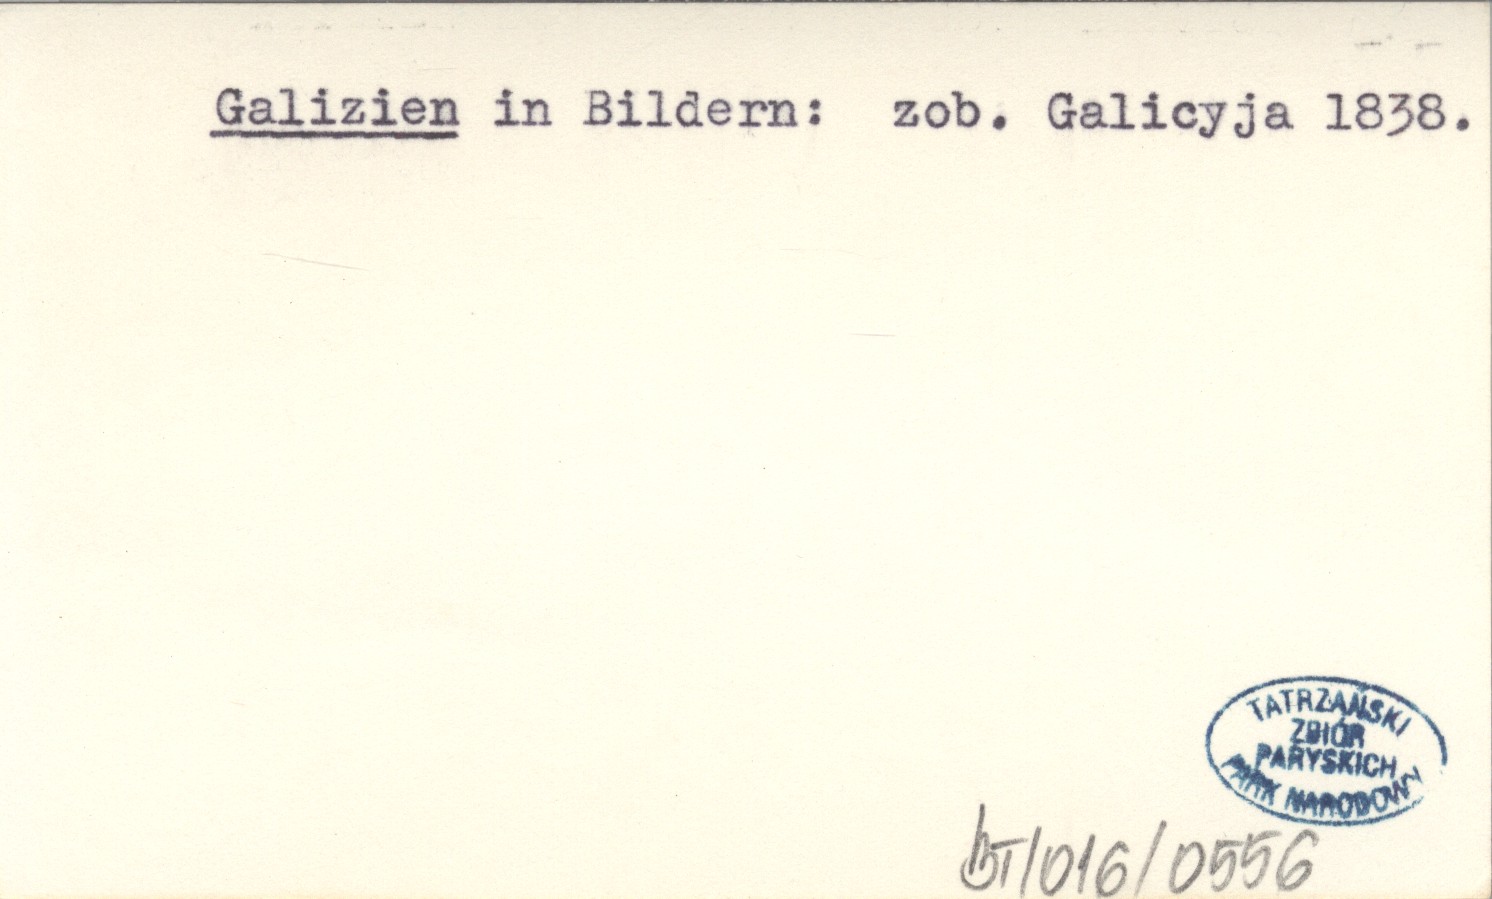 Galizien in Bildern: zob. Galicyja 1838.
TATRZAŃSKI
ZBIÓR
PARYSKICH
PARK NARODOWY
BT/016/0556